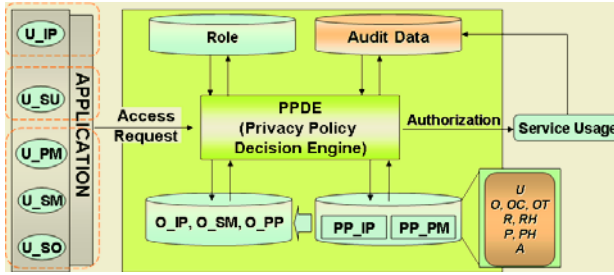 U_IP
U_SU
U_PM
U_SM
U_SO
APPLICATION
Access
Request
Role
Audit Data
PPDE
(Privacy Policy
Decision Engine)
Authorization
Service Usage
O_IP, O_SM, O_PP
PP_IP
PP_PM
U
O, OC, OT
R, RH
P, PH
A